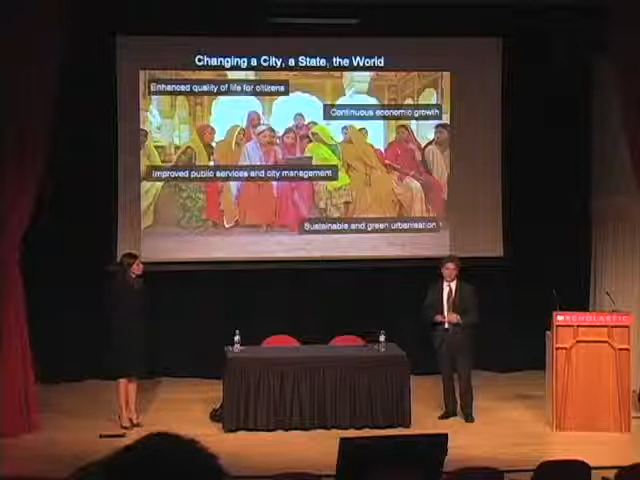 Changing a City, a State, the World
Enhanced quality of life for citizens
Continuous economic growth
Improved public services and city management
Sustainable and green urbanisation
SCHOLASTIC